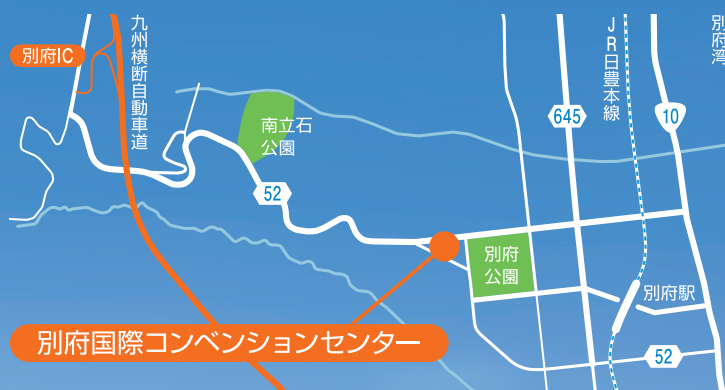 別府IC
九州横断自動車道
南立石
公園
52
645
JR日豊本線
10
別府湾
別府
公園
別府駅
別府国際コンベンションセンター
52